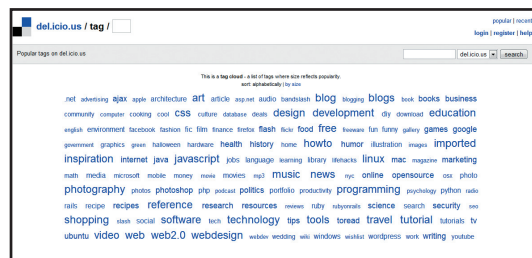 popular | recent
del.icio.us / tag /
login | register | help
Popular tags on del.icio.us
del.icio.us
search
This is a tag cloud - a list of tags where size reflects popularity.
sort: alphabetically | by size
.net advertising ajax apple architecture art article asp.net audio bandslash blog blogging blogs book books business
community computer cooking cool css culture database deals design development diy download education
english environment facebook fashion fic film finance firefox flash flickr food free freeware fun funny gallery games google
government graphics green halloween hardware health history home howto humor illustration images imported
inspiration internet java javascript jobs language learning library lifehacks linux mac magazine marketing
math media microsoft mobile money movie movies mp3 music news nyc online opensource osx photo
photography photos photoshop php podcast politics portfolio productivity programming psychology python radio
rails recipe recipes reference research resources reviews ruby rubyonrails science search security seo
shopping slash social software tech technology tips tools toread travel tutorial tutorials tv
ubuntu video web web2.0 webdesign webdev wedding wiki windows wishlist wordpress work writing youtube